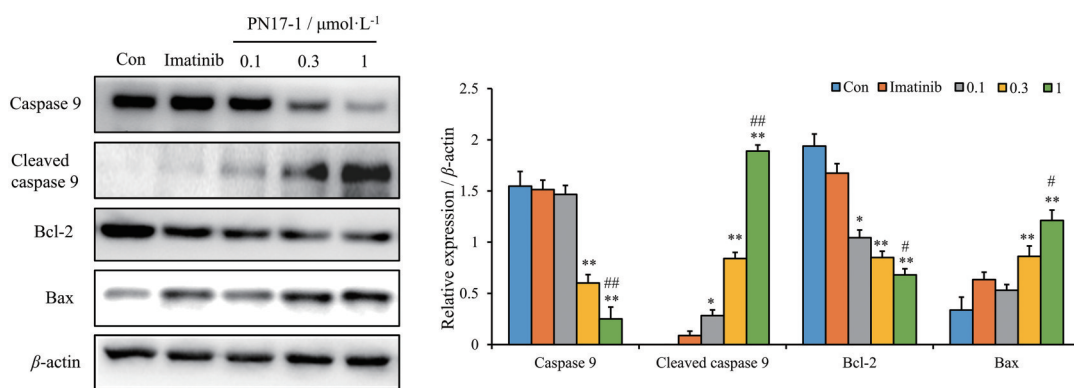 PN17-1 / μmol·L-1
Con Imatinib 0.1 0.3 1
Caspase 9
Cleaved
caspase 9
Bcl-2
Bax
β-actin
Con Imatinib 0.1 0.3 1
Relative expression / β-actin
2.5
2
1.5
1
0.5
0
**
##
**
*
**
##
**
*
**
#
**
**
#
**
Caspase 9 Cleaved caspase 9 Bcl-2 Bax